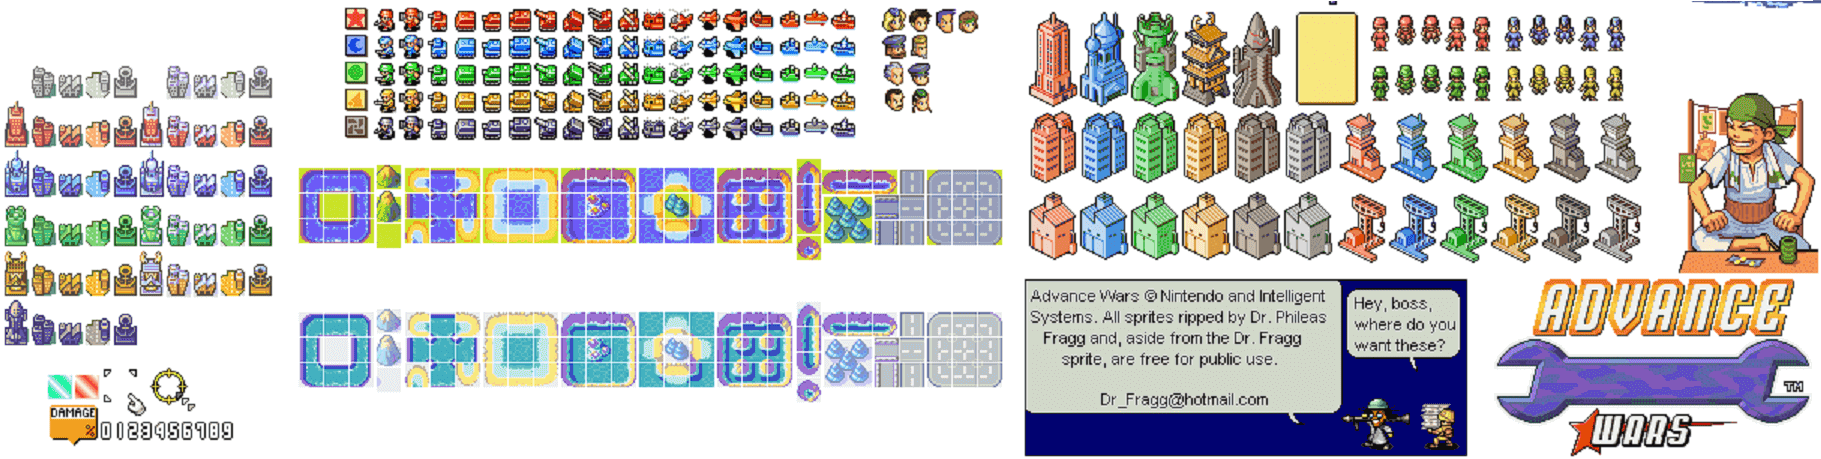 DAMAGE
%
0123456789
Advance Wars © Nintendo and Intelligent
Systems. All sprites ripped by Dr. Phileas
Fragg and, aside from the Dr. Fragg
sprite, are free for public use.
Dr_Fragg@hotmail.com
Hey, boss,
where do you
want these?
ADVANCE
TM
WARS